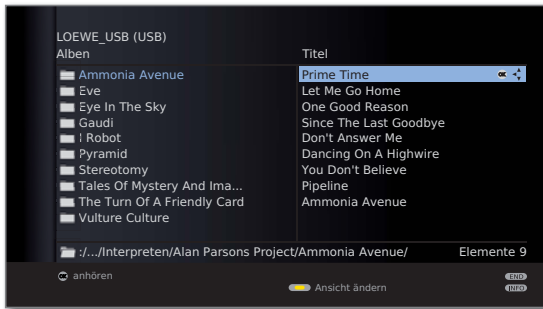 LOEWE_USB (USB)
Alben Titel
Ammonia Avenue
Eve
Eye In The Sky
Gaudi
I Robot
Pyramid
Stereotomy
Tales Of Mystery And Ima...
The Turn Of A Friendly Card
Vulture Culture
Prime Time OK
Let Me Go Home
One Good Reason
Since The Last Goodbye
Don't Answer Me
Dancing On A Highwire
You Don't Believe
Pipeline
Ammonia Avenue
:/.../Interpreten/Alan Parsons Project/Ammonia Avenue/ Elemente 9
OK anhören END
Ansicht ändern INFO